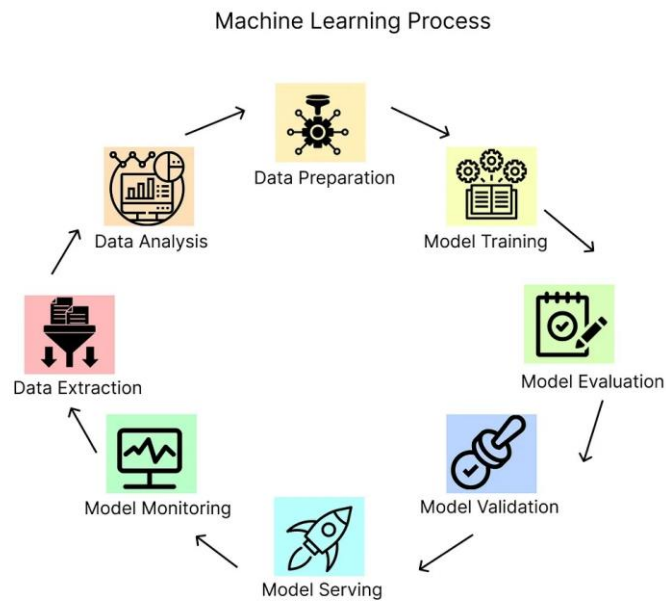 Machine Learning Process
Data Preparation
Data Analysis
Model Training
Data Extraction
Model Evaluation
Model Monitoring
Model Validation
Model Serving